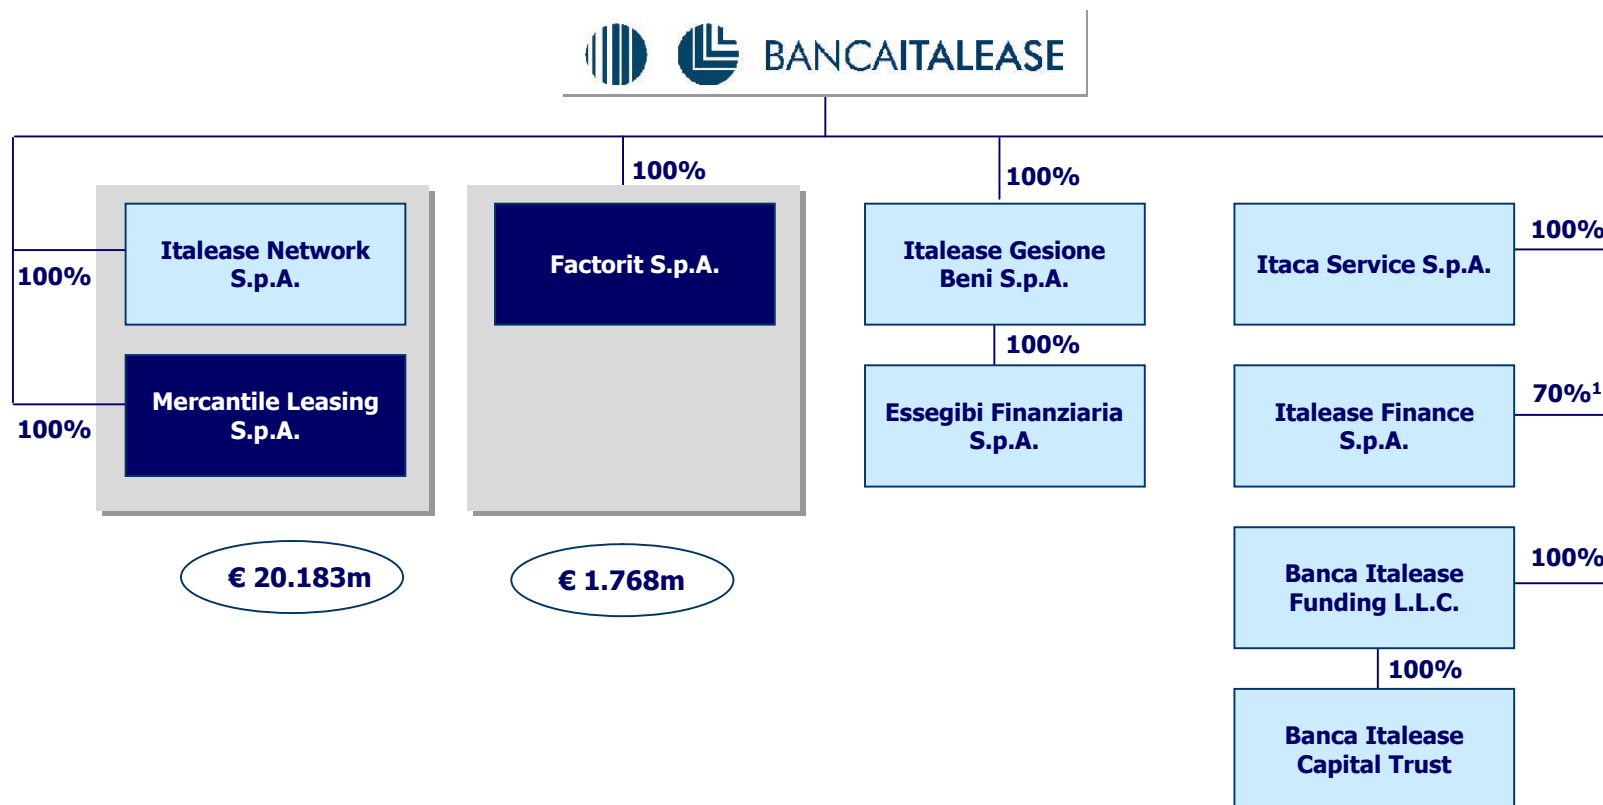 BANCAITALEASE
100%
100%
100%
Italease Network
S.p.A.
100%
Factorit S.p.A.
Italease Gesione
Beni S.p.A.
Itaca Service S.p.A.
100%
100%
Mercantile Leasing
S.p.A.
100%
Essegibi Finanziaria
S.p.A.
Italease Finance
S.p.A.
70%¹
€ 20.183m
€ 1.768m
Banca Italease
Funding L.L.C.
100%
100%
Banca Italease
Capital Trust